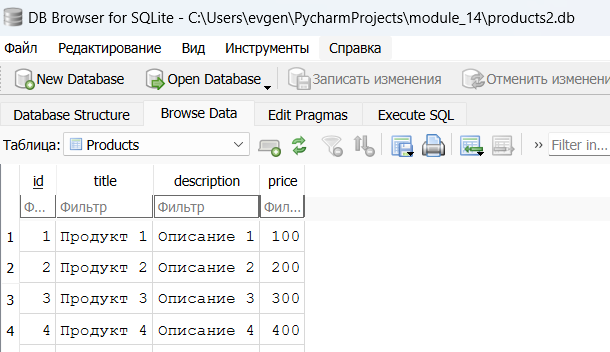 DB Browser for SQLite - C:\Users\evgen\PycharmProjects\module_14\products2.db
Файл Редактирование Вид Инструменты Справка
New Database Open Database Записать изменения Отменить изменени
Database Structure Browse Data Edit Pragmas Execute SQL
Таблица: Products Filter in...
id title description price
Ф... Фильтр Фильтр Фил...
1 1 Продукт 1 Описание 1 100
2 2 Продукт 2 Описание 2 200
3 3 Продукт 3 Описание 3 300
4 4 Продукт 4 Описание 4 400